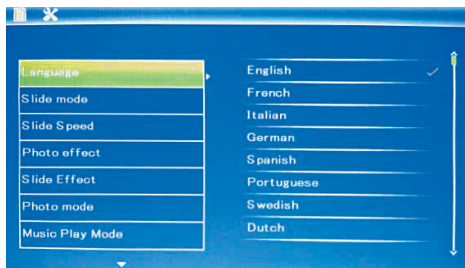 Language
Slide mode
Slide Speed
Photo effect
Slide Effect
Photo mode
Music Play Mode
English
French
Italian
German
Spanish
Portuguese
Swedish
Dutch